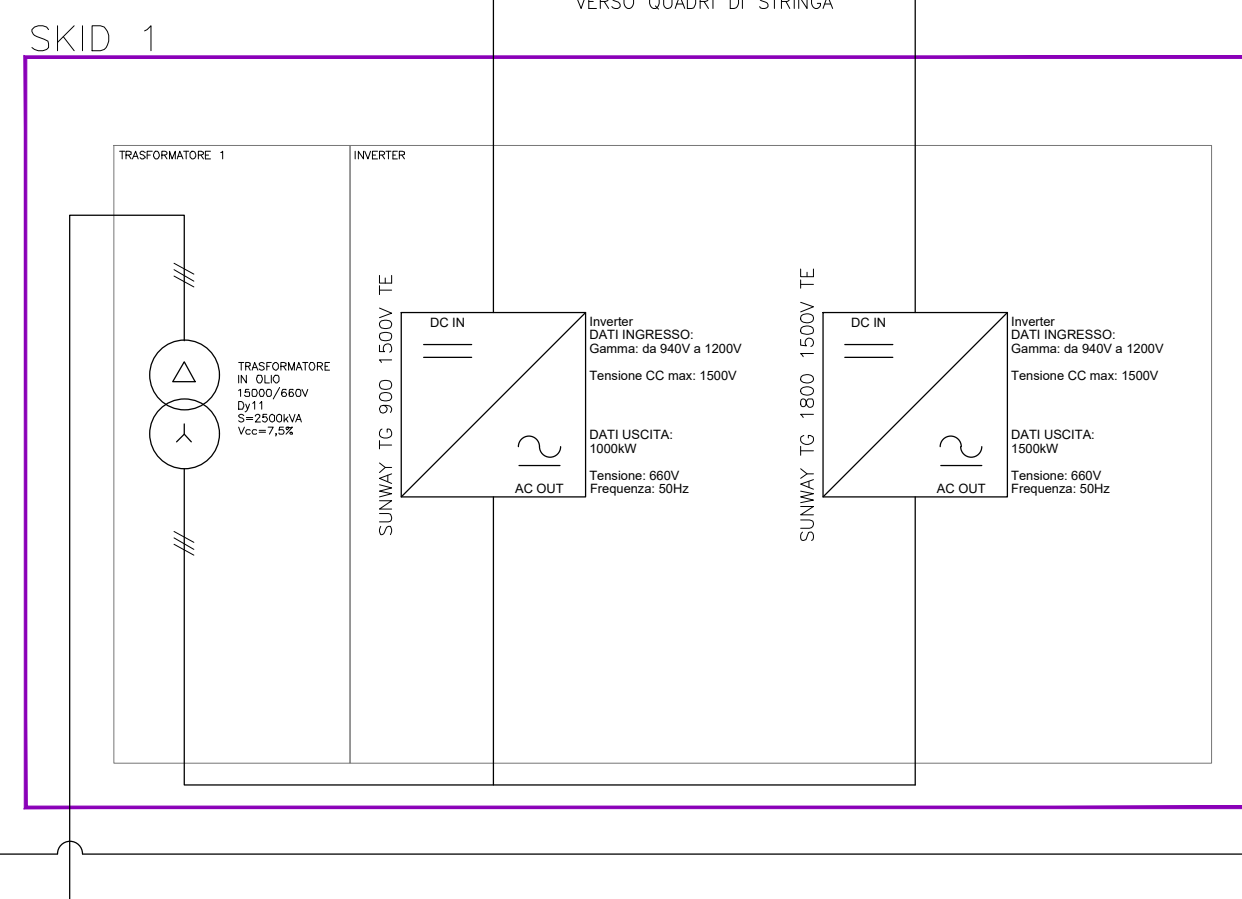 VERSO QUADRI DI STRINGA
SKID 1
TRASFORMATORE 1
INVERTER
TRASFORMATORE
IN OLIO
15000/660V
Dy11
S=2500kVA
Vcc=7,5%
SUNWAY TG 900 1500V TE
DC IN
AC OUT
Inverter
DATI INGRESSO:
Gamma: da 940V a 1200V
Tensione CC max: 1500V
DATI USCITA:
1000kW
Tensione: 660V
Frequenza: 50Hz
SUNWAY TG 1800 1500V TE
DC IN
AC OUT
Inverter
DATI INGRESSO:
Gamma: da 940V a 1200V
Tensione CC max: 1500V
DATI USCITA:
1500kW
Tensione: 660V
Frequenza: 50Hz